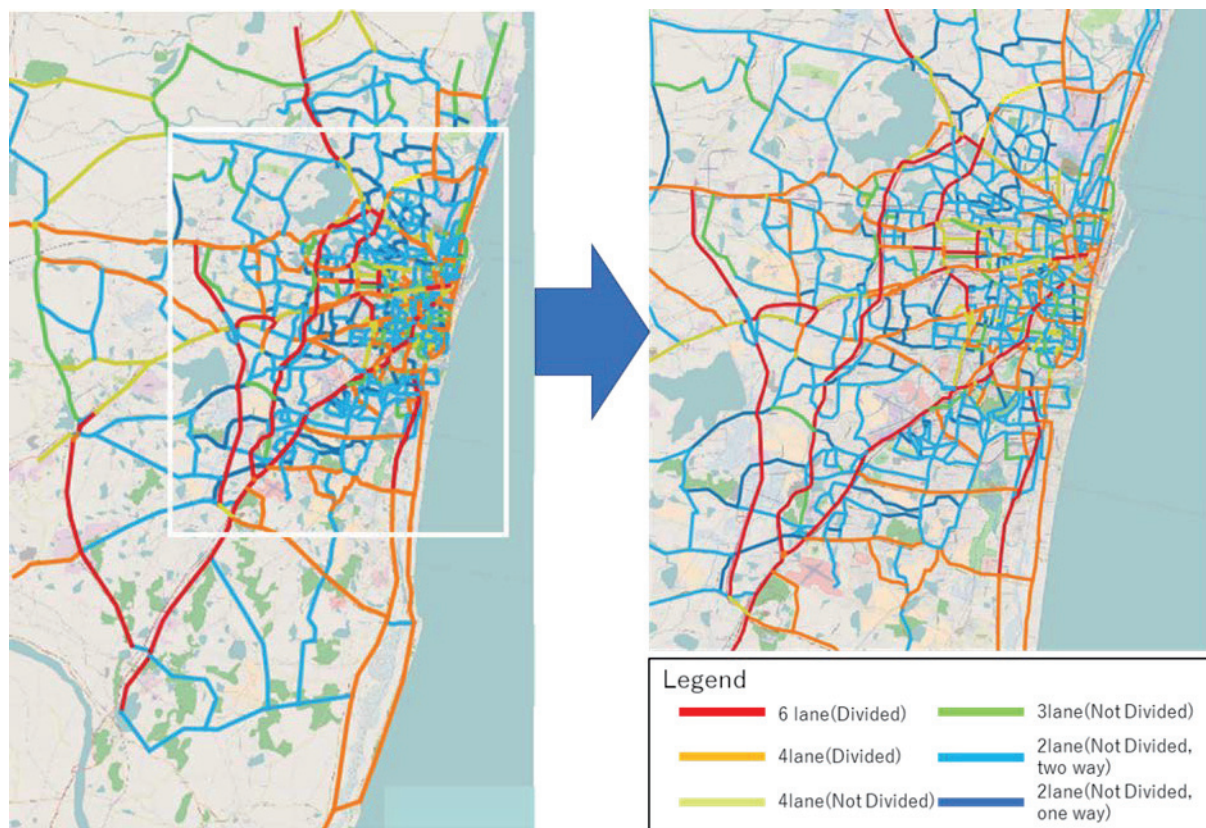 Legend
6 lane(Divided)
4lane(Divided)
4lane(Not Divided)
3lane(Not Divided)
2lane(Not Divided,
two way)
2lane(Not Divided,
one way)